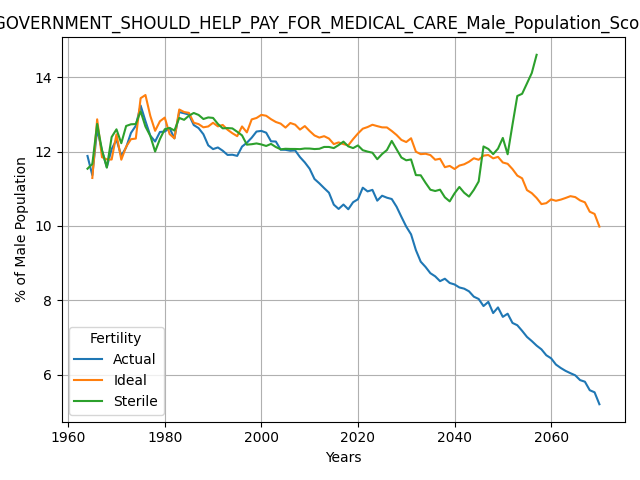 GOVERNMENT_SHOULD_HELP_PAY_FOR_MEDICAL_CARE_Male_Population_Sco
14
12
10
8
6
% of Male Population
1960
1980
2000
2020
2040
2060
Years
Fertility
Actual
Ideal
Sterile